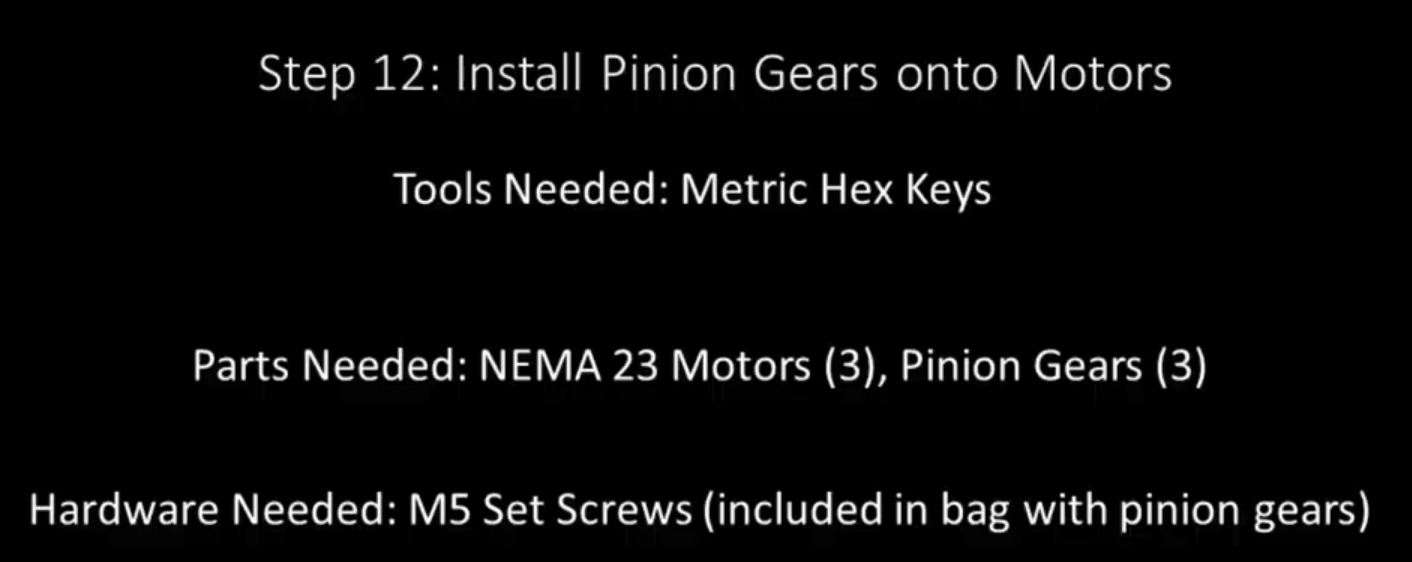 Step 12: Install Pinion Gears onto Motors
Tools Needed: Metric Hex Keys
Parts Needed: NEMA 23 Motors (3), Pinion Gears (3)
Hardware Needed: M5 Set Screws (included in bag with pinion gears)